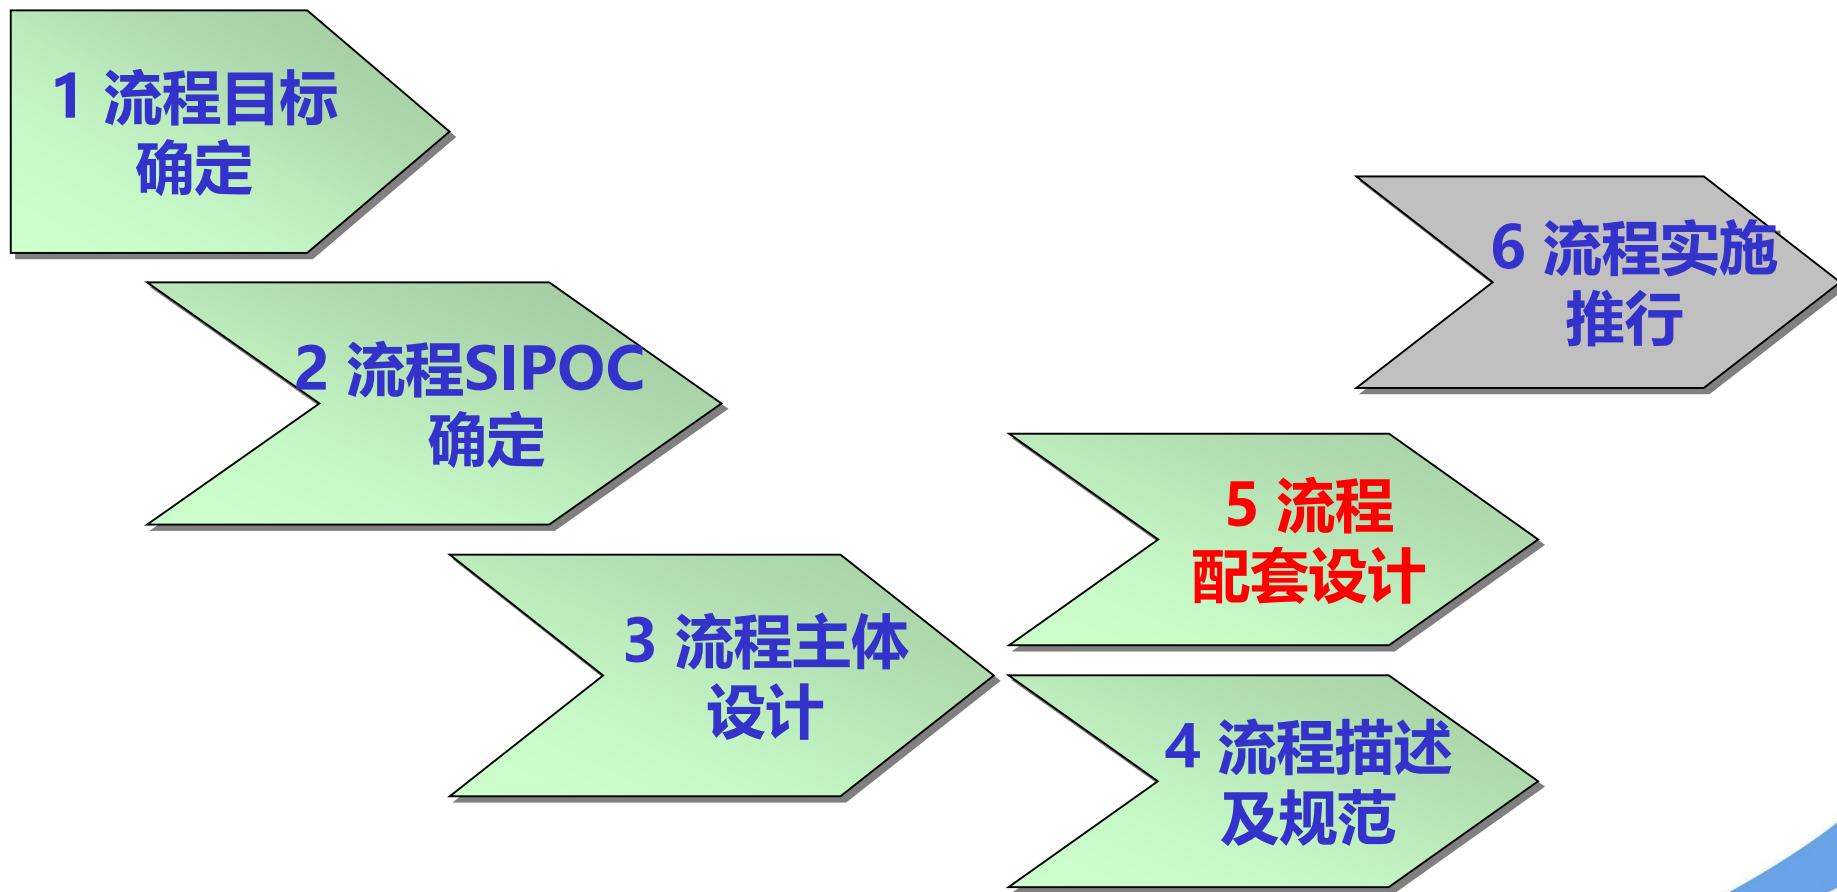 1 流程目标
确定
2 流程SIPOC
确定
3 流程主体
设计
4 流程描述
及规范
5 流程
配套设计
6 流程实施
推行